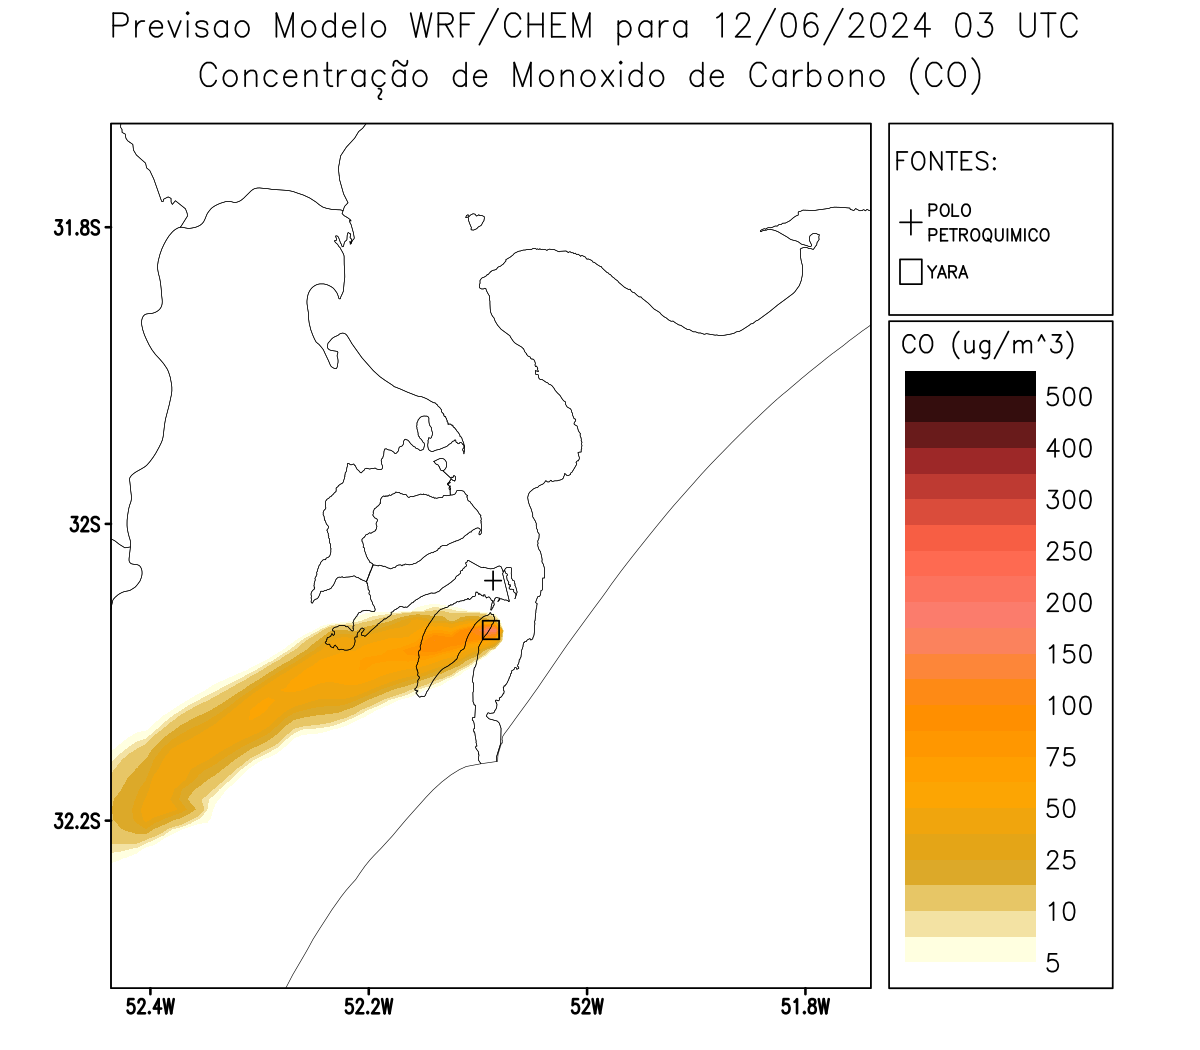 Previsao Modelo WRF/CHEM para 12/06/2024 03 UTC
Concentração de Monoxido de Carbono (CO)
FONTES:
POLO
PETROQUIMICO
YARA
CO (ug/m^3)
500
400
300
250
200
150
100
75
50
25
10
5
31.8S
32S
32.2S
52.4W
52.2W
52W
51.8W